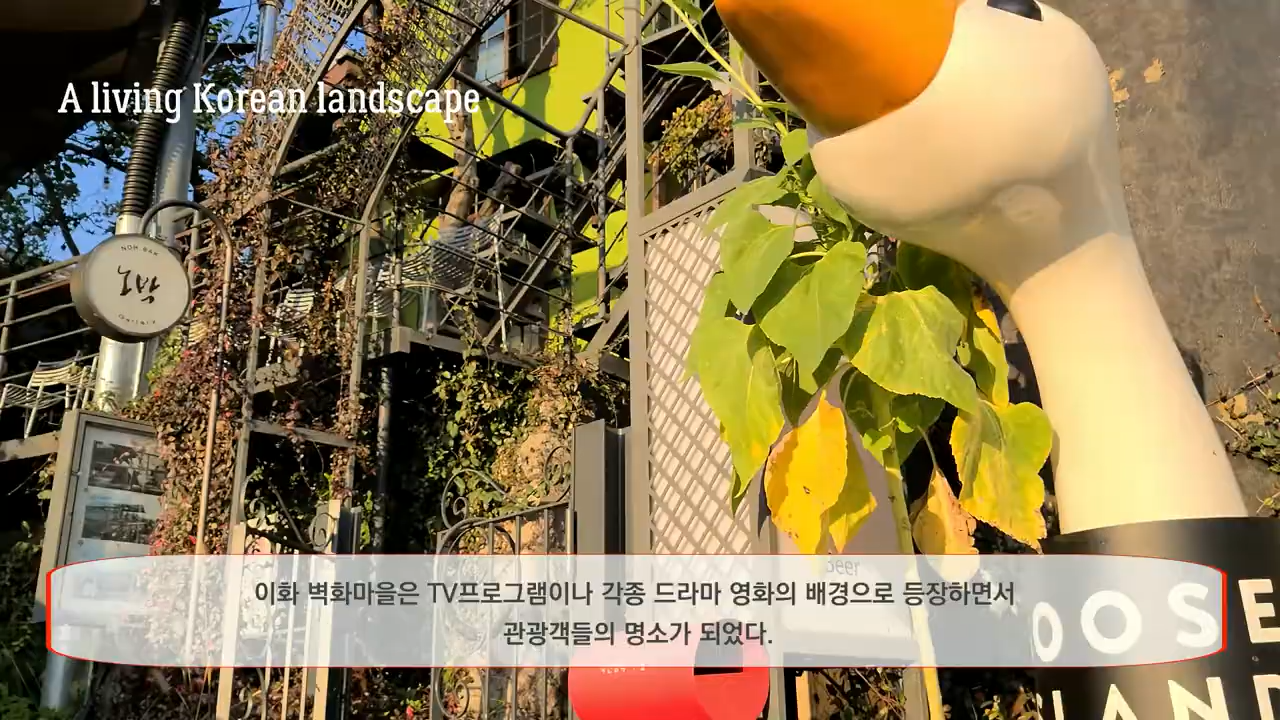 A living Korean landscape
NOH BAK
노박
Gallery
Beer
이화 벽화마을은 TV프로그램이나 각종 드라마 영화의 배경으로 등장하면서
관광객들의 명소가 되었다.
OOSE